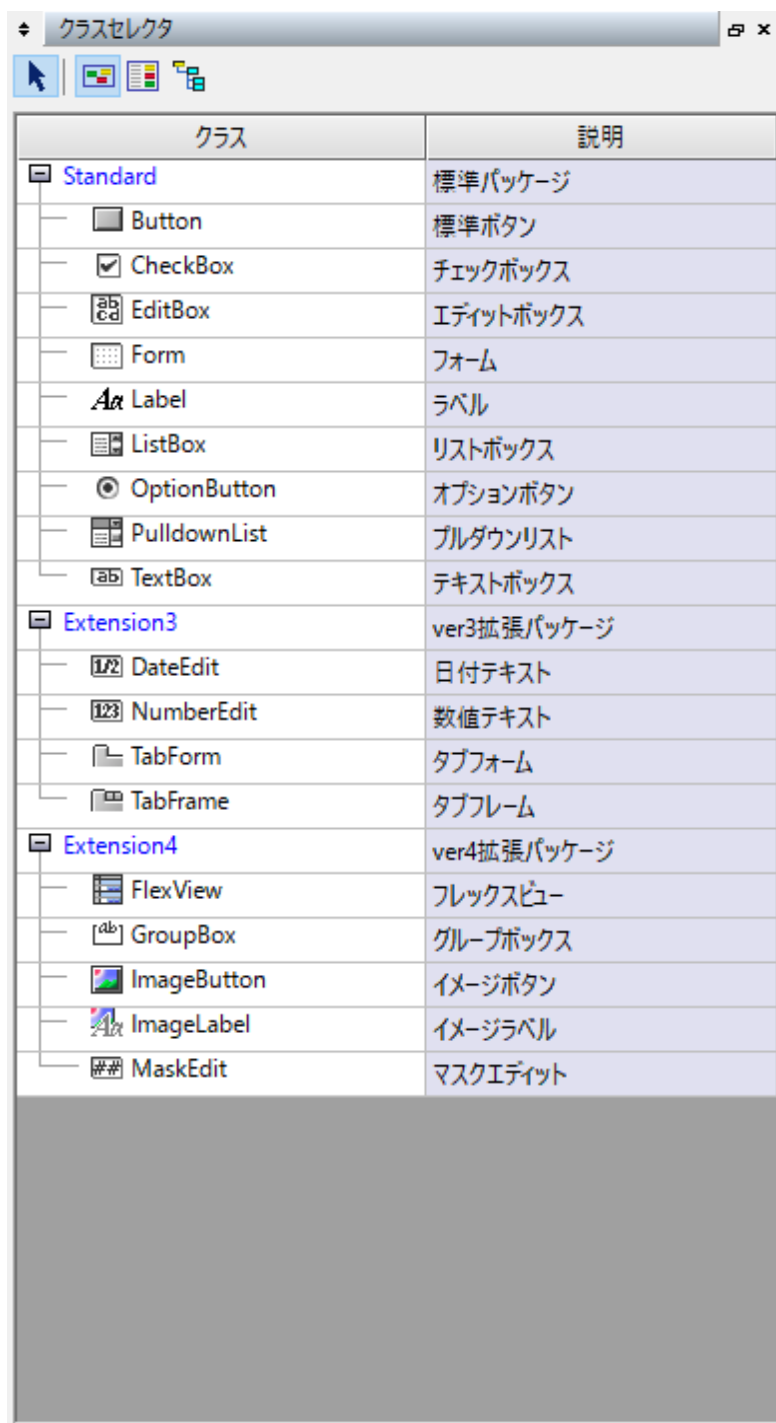 クラスセレクタ
クラス 説明
Standard 標準パッケージ
Button 標準ボタン
CheckBox チェックボックス
EditBox エディットボックス
Form フォーム
Label ラベル
ListBox リストボックス
OptionButton オプションボタン
PulldownList プルダウンリスト
TextBox テキストボックス
Extension3 ver3拡張パッケージ
DateEdit 日付テキスト
NumberEdit 数値テキスト
TabForm タブフォーム
TabFrame タブフレーム
Extension4 ver4拡張パッケージ
FlexView フレックスビュー
GroupBox グループボックス
ImageButton イメージボタン
ImageLabel イメージラベル
MaskEdit マスクエディット